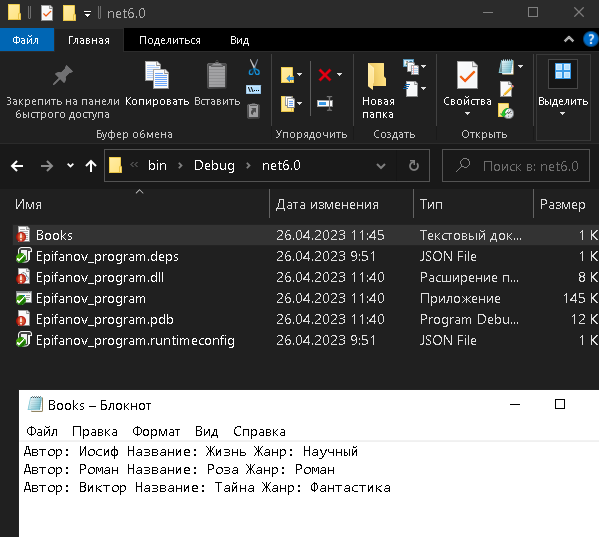 net6.0
Файл Главная Поделиться Вид
Закрепить на панели быстрого доступа
Копировать
Вставить
Новая папка
Свойства
Выделить
Буфер обмена Упорядочить Создать Открыть
bin Debug net6.0 Поиск в: net6.0
Имя Дата изменения Тип Размер
Books 26.04.2023 11:45 Текстовый док... 1 К
Epifanov_program.deps 26.04.2023 9:51 JSON File 1 К
Epifanov_program.dll 26.04.2023 11:40 Расширение п... 8 К
Epifanov_program 26.04.2023 11:40 Приложение 145 К
Epifanov_program.pdb 26.04.2023 11:40 Program Debu... 12 К
Epifanov_program.runtimeconfig 26.04.2023 9:51 JSON File 1 К
Books – Блокнот
Файл Правка Формат Вид Справка
Автор: Иосиф Название: Жизнь Жанр: Научный
Автор: Роман Название: Роза Жанр: Роман
Автор: Виктор Название: Тайна Жанр: Фантастика